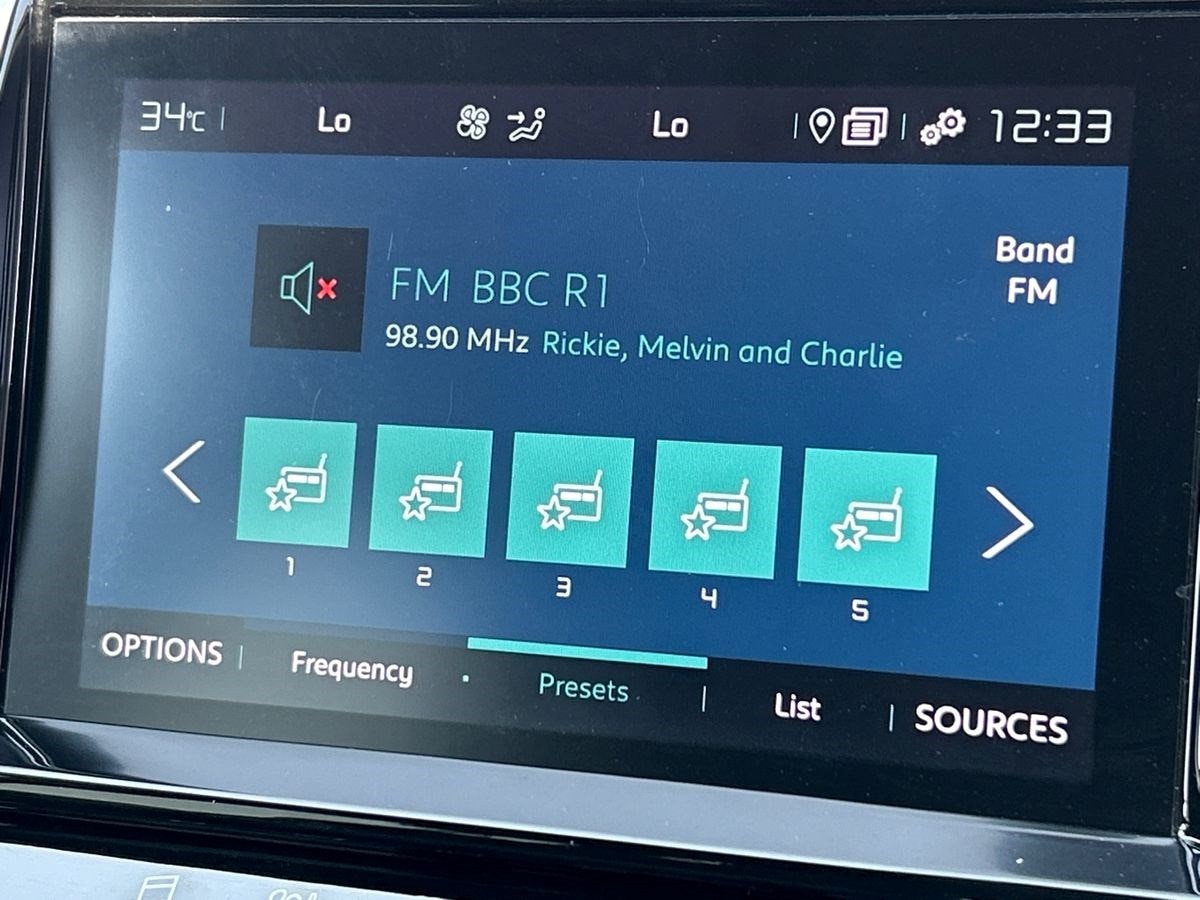 34°C
Lo
Lo
12:33
Band
FM
FM BBC R1
98.90 MHz Rickie, Melvin and Charlie
1
2
3
4
5
OPTIONS
Frequency
Presets
List
SOURCES